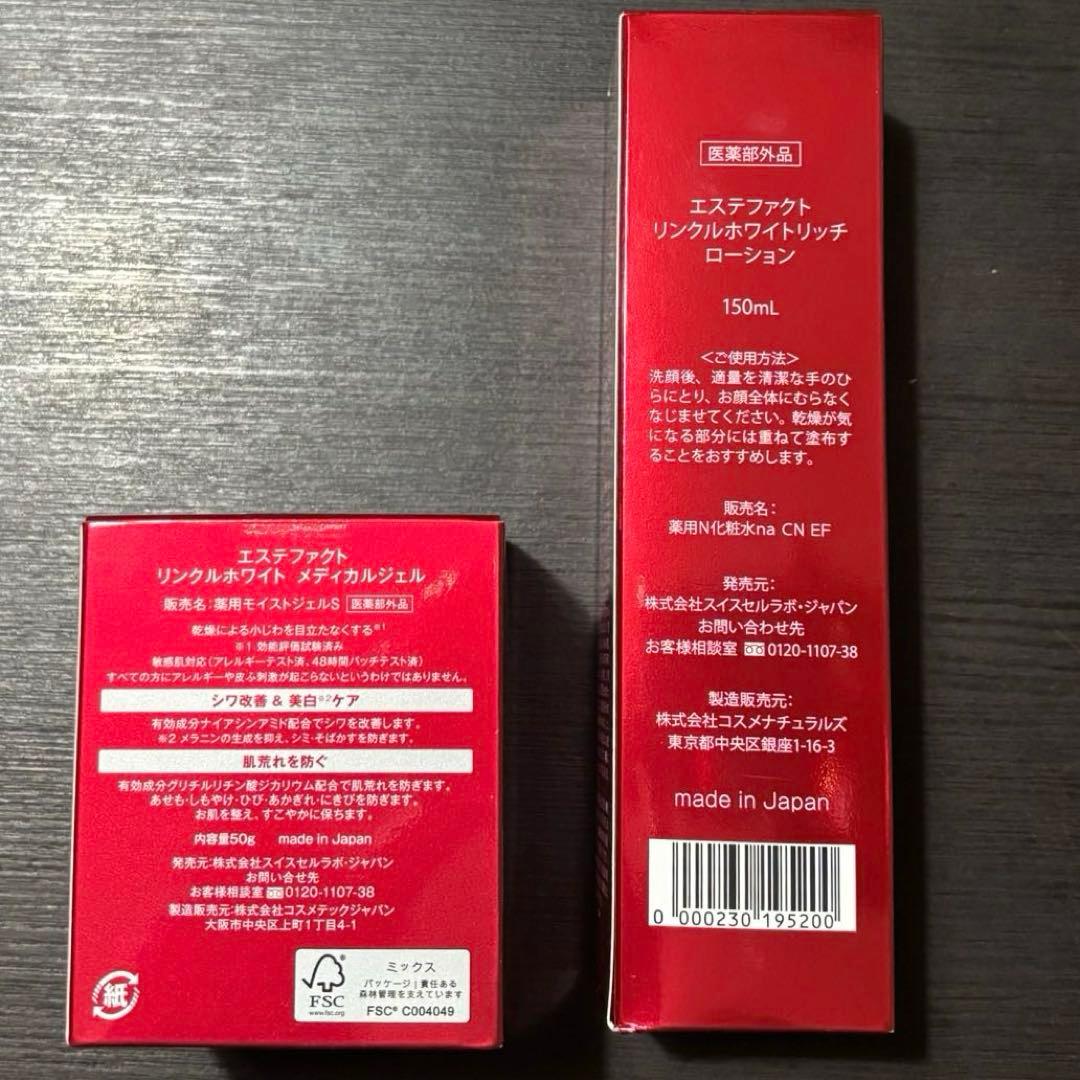 エステファクト
リンクルホワイト メディカルジェル
販売名：薬用モイストジェルS 医薬部外品
乾燥による小じわを目立たなくする※1
※1 効能評価試験済み
敏感肌対応（アレルギーテスト済、48時間パッチテスト済）
すべての方にアレルギーや皮ふ刺激が起こらないというわけではありません。
シワ改善 & 美白※2ケア
有効成分ナイアシンアミド配合でシワを改善します。
※2 メラニンの生成を抑え、シミ・そばかすを防ぎます。
肌荒れを防ぐ
有効成分グリチルリチン酸ジカリウム配合で肌荒れを防ぎます。
あせも・しもやけ・ひび・あかぎれ・にきびを防ぎます。
お肌を整え、すこやかに保ちます。
内容量50g made in Japan
発売元：株式会社スイスセルラボ・ジャパン
お問い合せ先
お客様相談室 0120-1107-38
製造販売元：株式会社コスメテックジャパン
大阪市中央区上町1丁目4-1
紙
FSC
www.fsc.org
ミックス
パッケージ｜責任ある
森林管理を支えています
FSC® C004049
医薬部外品
エステファクト
リンクルホワイトリッチ
ローション
150mL
＜ご使用方法＞
洗顔後、適量を清潔な手のひ
らにとり、お顔全体にむらなく
なじませてください。乾燥が気
になる部分には重ねて塗布す
ることをおすすめします。
販売名：
薬用N化粧水na CN EF
発売元：
株式会社スイスセルラボ・ジャパン
お問い合わせ先
お客様相談室 0120-1107-38
製造販売元：
株式会社コスメナチュラルズ
東京都中央区銀座1-16-3
made in Japan
0 000230 195200